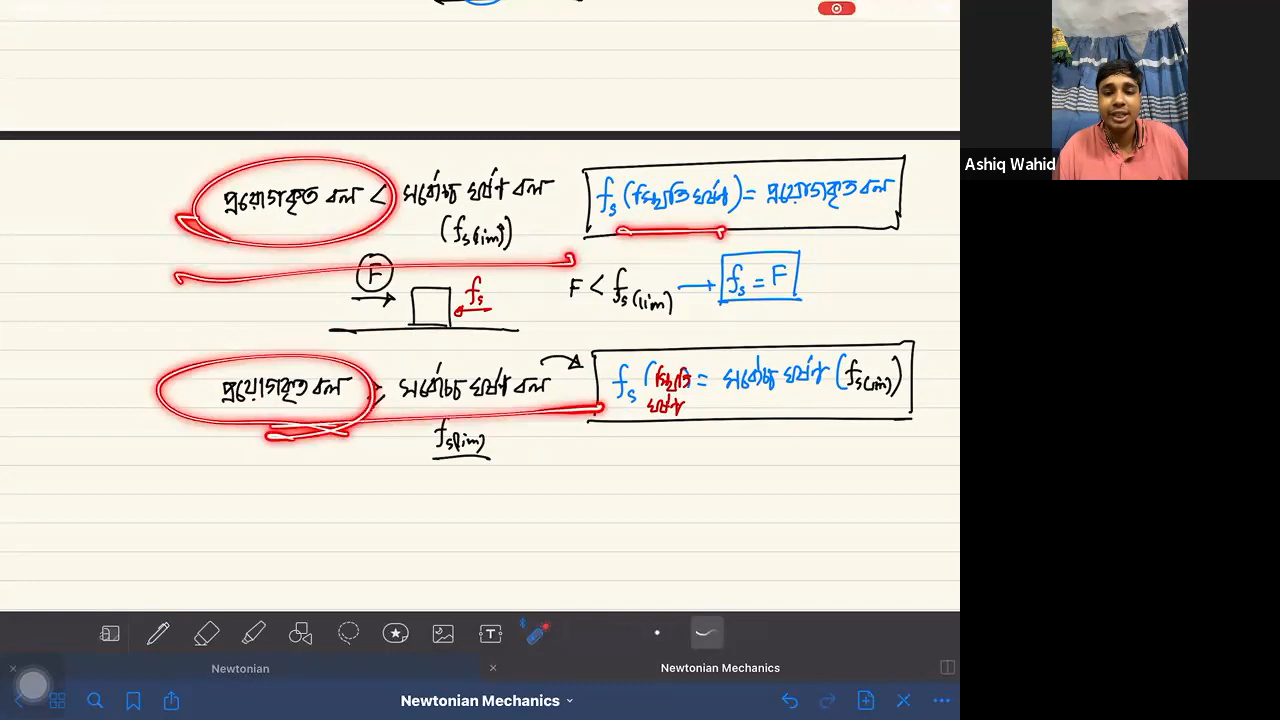 প্রয়োগকৃত বল < সর্বোচ্চ ঘর্ষণ বল
(fs(lim))
fs (স্থিতি ঘর্ষণ) = প্রয়োগকৃত বল
Ashiq Wahid
F
fs
F < fs(lim) → fs = F
প্রয়োগকৃত বল > সর্বোচ্চ ঘর্ষণ বল
fs(lim)
fs (স্থিতি ঘর্ষণ) = সর্বোচ্চ ঘর্ষণ (fs(lim))
T
Newtonian
Newtonian Mechanics
Newtonian Mechanics